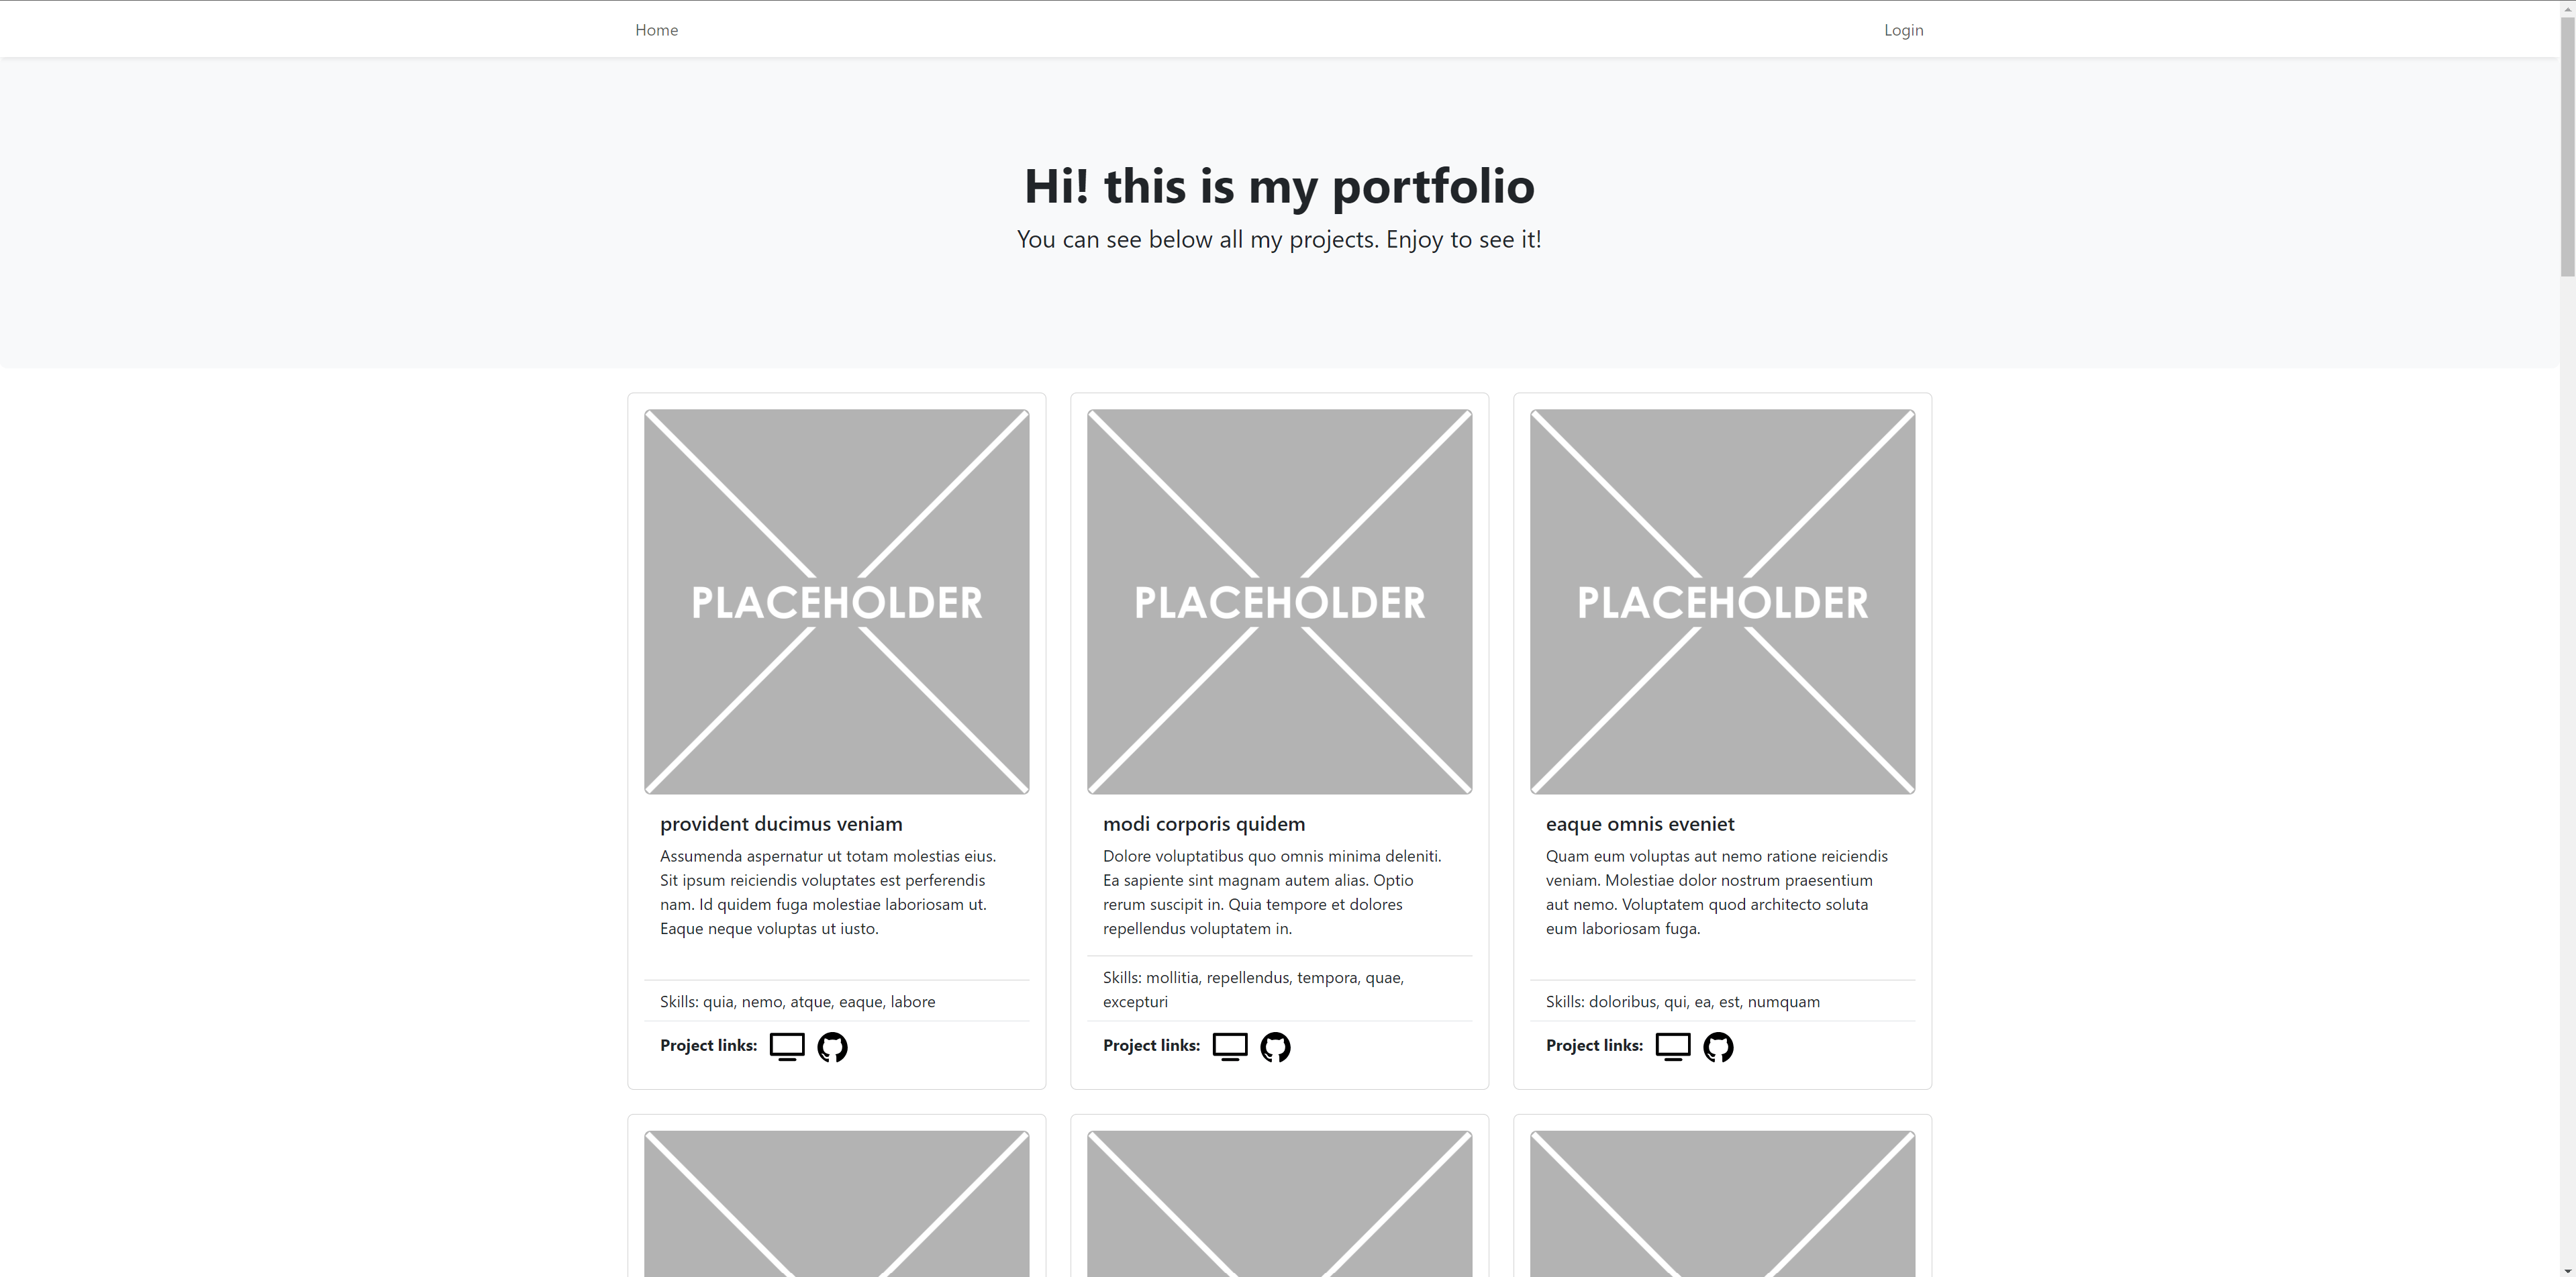 Home
Login
Hi! this is my portfolio
You can see below all my projects. Enjoy to see it!
PLACEHOLDER
provident ducimus veniam
Assumenda aspernatur ut totam molestias eius.
Sit ipsum reiciendis voluptates est perferendis
nam. Id quidem fuga molestiae laboriosam ut.
Eaque neque voluptas ut iusto.
Skills: quia, nemo, atque, eaque, labore
Project links:
PLACEHOLDER
modi corporis quidem
Dolore voluptatibus quo omnis minima deleniti.
Ea sapiente sint magnam autem alias. Optio
rerum suscipit in. Quia tempore et dolores
repellendus voluptatem in.
Skills: mollitia, repellendus, tempora, quae,
excepturi
Project links:
PLACEHOLDER
eaque omnis eveniet
Quam eum voluptas aut nemo ratione reiciendis
veniam. Molestiae dolor nostrum praesentium
aut nemo. Voluptatem quod architecto soluta
eum laboriosam fuga.
Skills: doloribus, qui, ea, est, numquam
Project links: